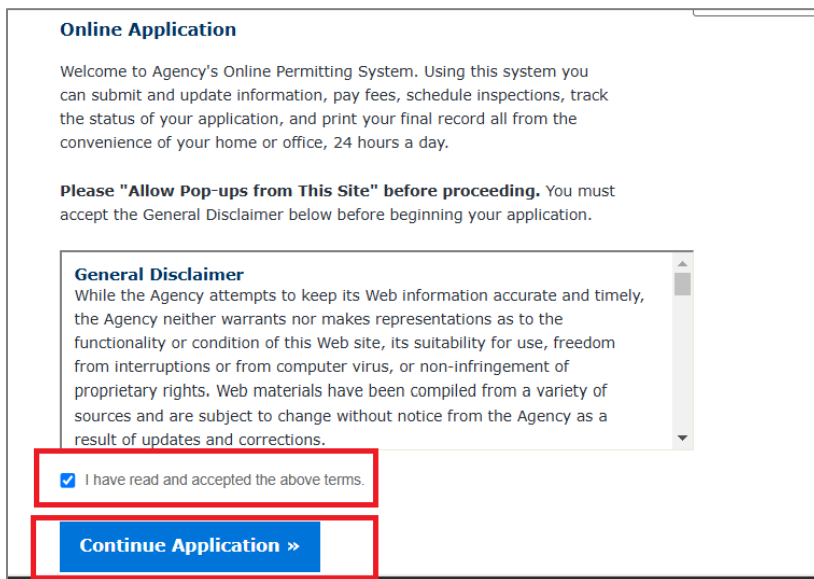 Online Application
Welcome to Agency's Online Permitting System. Using this system you
can submit and update information, pay fees, schedule inspections, track
the status of your application, and print your final record all from the
convenience of your home or office, 24 hours a day.
Please "Allow Pop-ups from This Site" before proceeding. You must
accept the General Disclaimer below before beginning your application.
General Disclaimer
While the Agency attempts to keep its Web information accurate and timely,
the Agency neither warrants nor makes representations as to the
functionality or condition of this Web site, its suitability for use, freedom
from interruptions or from computer virus, or non-infringement of
proprietary rights. Web materials have been compiled from a variety of
sources and are subject to change without notice from the Agency as a
result of updates and corrections.
I have read and accepted the above terms.
Continue Application »